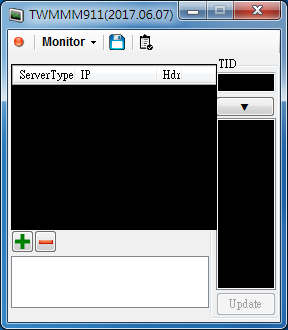 TWMMM911(2017.06.07)
Monitor
ServerType IP Hdr
TID
Update